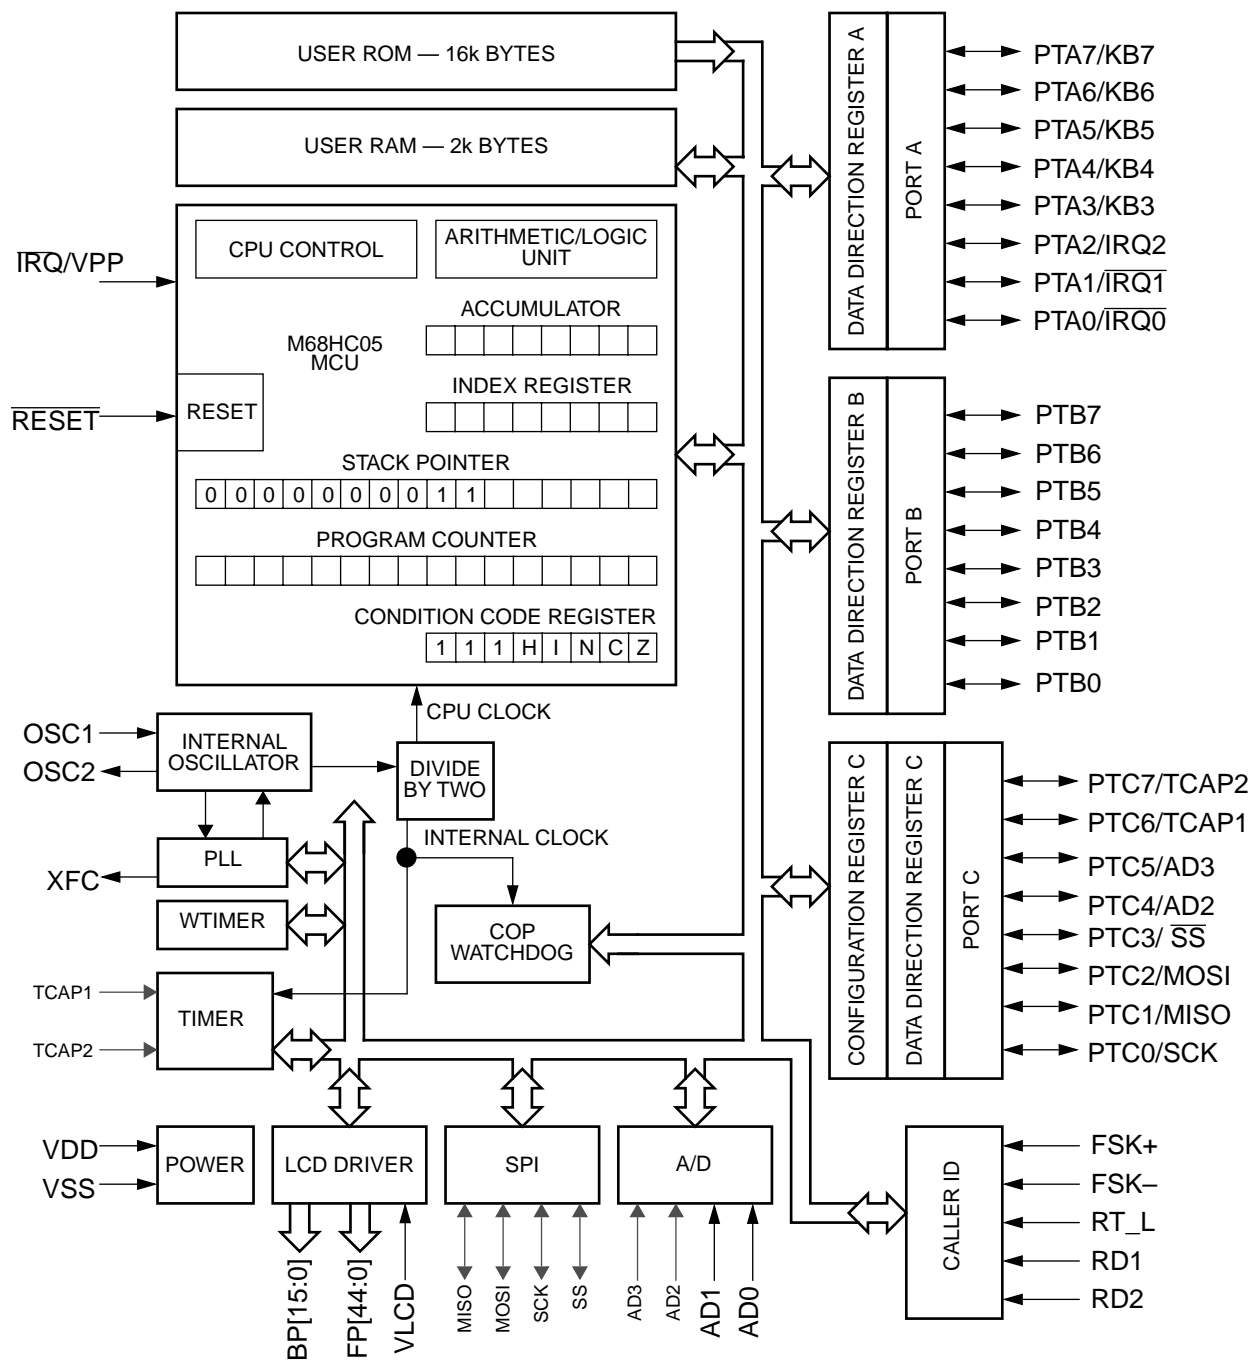 USER ROM — 16k BYTES
USER RAM — 2k BYTES
CPU CONTROL
ARITHMETIC/LOGIC
UNIT
IRQ/VPP
ACCUMULATOR
M68HC05
MCU
INDEX REGISTER
RESET
RESET
STACK POINTER
0 0 0 0 0 0 0 0 1 1
PROGRAM COUNTER
CONDITION CODE REGISTER
1 1 1 H I N C Z
CPU CLOCK
OSC1
OSC2
INTERNAL
OSCILLATOR
DIVIDE
BY TWO
INTERNAL CLOCK
XFC
PLL
WTIMER
COP
WATCHDOG
TCAP1
TCAP2
TIMER
VDD
VSS
POWER
LCD DRIVER
SPI
A/D
BP[15:0]
FP[44:0]
VLCD
MISO
MOSI
SCK
SS
AD3
AD2
AD1
AD0
DATA DIRECTION REGISTER A
PORT A
PTA7/KB7
PTA6/KB6
PTA5/KB5
PTA4/KB4
PTA3/KB3
PTA2/IRQ2
PTA1/IRQ1
PTA0/IRQ0
DATA DIRECTION REGISTER B
PORT B
PTB7
PTB6
PTB5
PTB4
PTB3
PTB2
PTB1
PTB0
CONFIGURATION REGISTER C
DATA DIRECTION REGISTER C
PORT C
PTC7/TCAP2
PTC6/TCAP1
PTC5/AD3
PTC4/AD2
PTC3/ SS
PTC2/MOSI
PTC1/MISO
PTC0/SCK
CALLER ID
FSK+
FSK–
RT_L
RD1
RD2